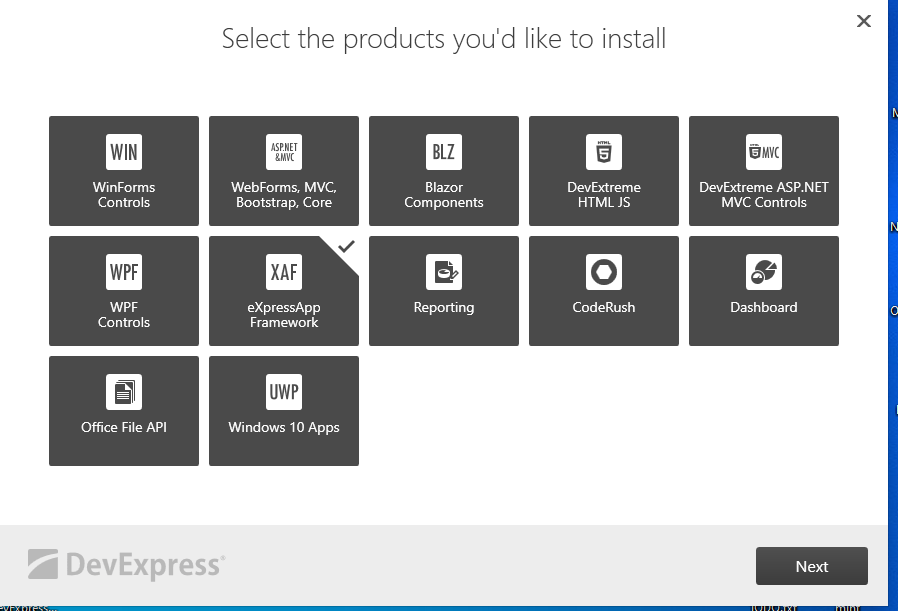 Select the products you'd like to install
WIN
WinForms
Controls
ASP.NET
&MVC
WebForms, MVC,
Bootstrap, Core
BLZ
Blazor
Components
HTML
5
DevExtreme
HTML JS
HTML
5 MVC
DevExtreme ASP.NET
MVC Controls
WPF
WPF
Controls
XAF
eXpressApp
Framework
Reporting
CodeRush
Dashboard
Office File API
UWP
Windows 10 Apps
DevExpress®
Next